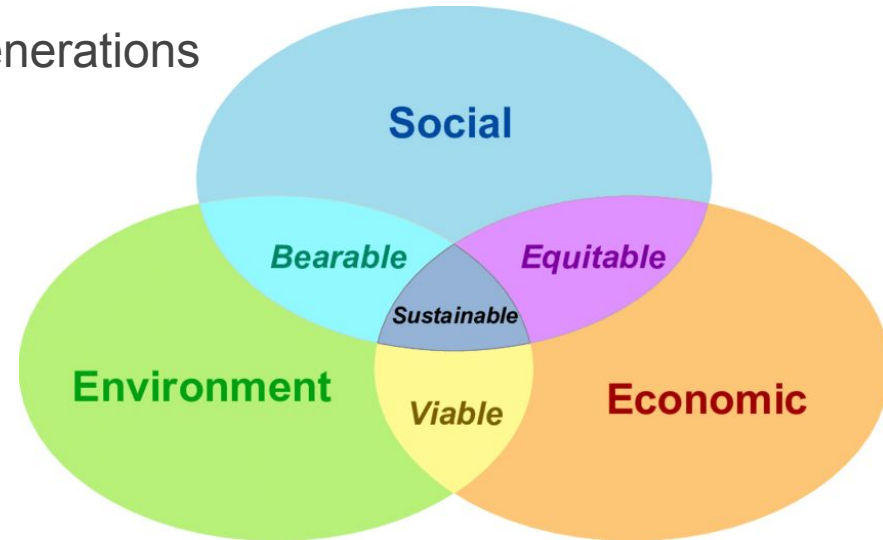 enerations
Social
Bearable
Equitable
Sustainable
Environment
Viable
Economic